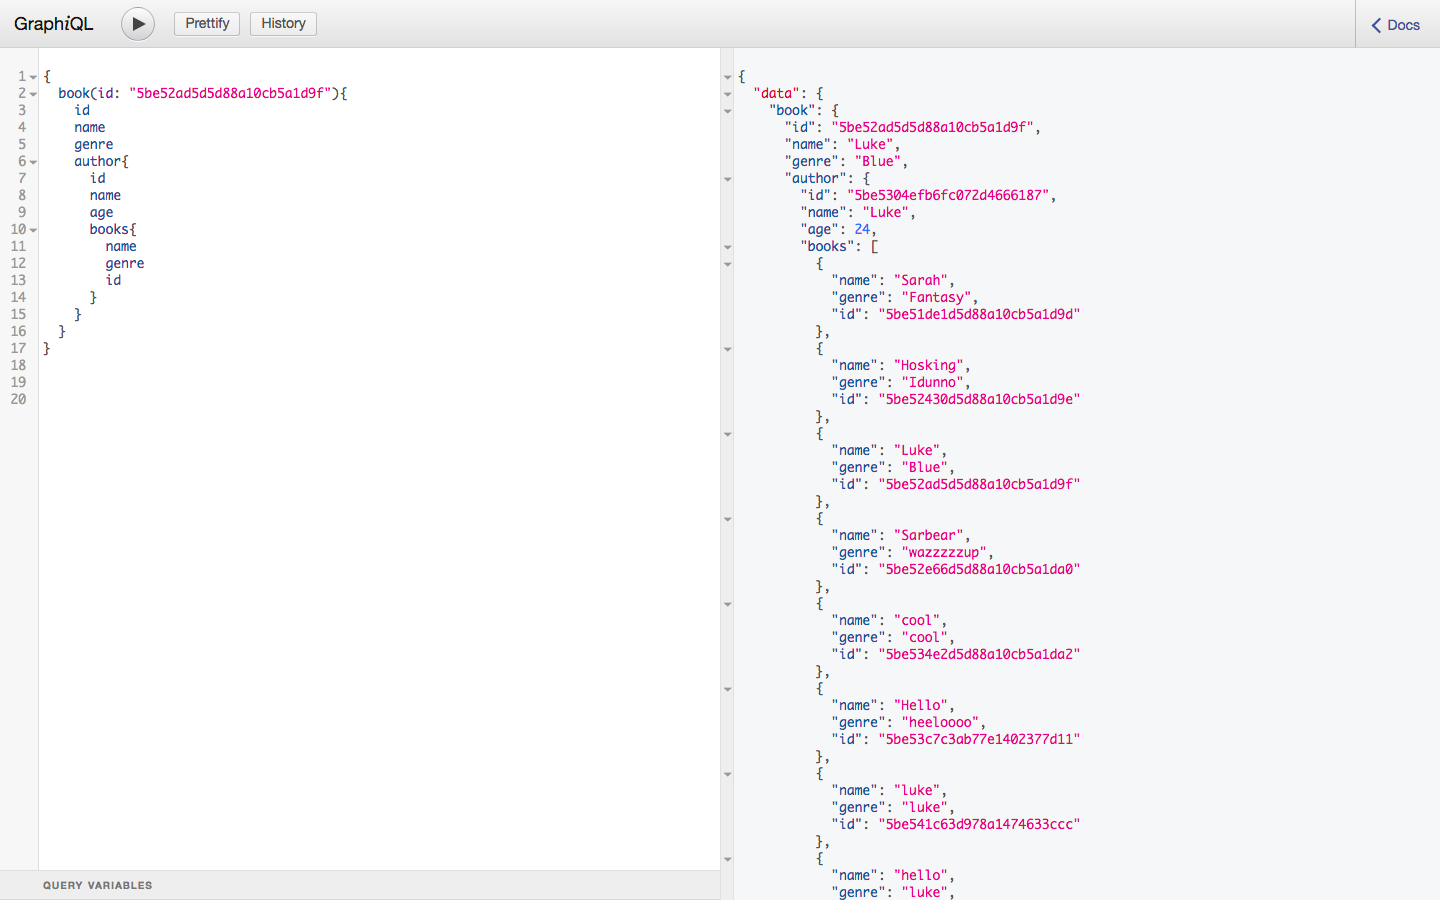 GraphiQL
Prettify
History
Docs
1 {
2 book(id: "5be52ad5d5d88a10cb5a1d9f"){
3 id
4 name
5 genre
6 author{
7 id
8 name
9 age
10 books{
11 name
12 genre
13 id
14 }
15 }
16 }
17 }
18
19
20
QUERY VARIABLES
{
"data": {
"book": {
"id": "5be52ad5d5d88a10cb5a1d9f",
"name": "Luke",
"genre": "Blue",
"author": {
"id": "5be5304efb6fc072d4666187",
"name": "Luke",
"age": 24,
"books": [
{
"name": "Sarah",
"genre": "Fantasy",
"id": "5be51de1d5d88a10cb5a1d9d"
},
{
"name": "Hosking",
"genre": "Idunno",
"id": "5be52430d5d88a10cb5a1d9e"
},
{
"name": "Luke",
"genre": "Blue",
"id": "5be52ad5d5d88a10cb5a1d9f"
},
{
"name": "Sarbear",
"genre": "wazzzzzup",
"id": "5be52e66d5d88a10cb5a1da0"
},
{
"name": "cool",
"genre": "cool",
"id": "5be534e2d5d88a10cb5a1da2"
},
{
"name": "Hello",
"genre": "heeloooo",
"id": "5be53c7c3ab77e1402377d11"
},
{
"name": "luke",
"genre": "luke",
"id": "5be541c63d978a1474633ccc"
},
{
"name": "hello",
"genre": "luke",